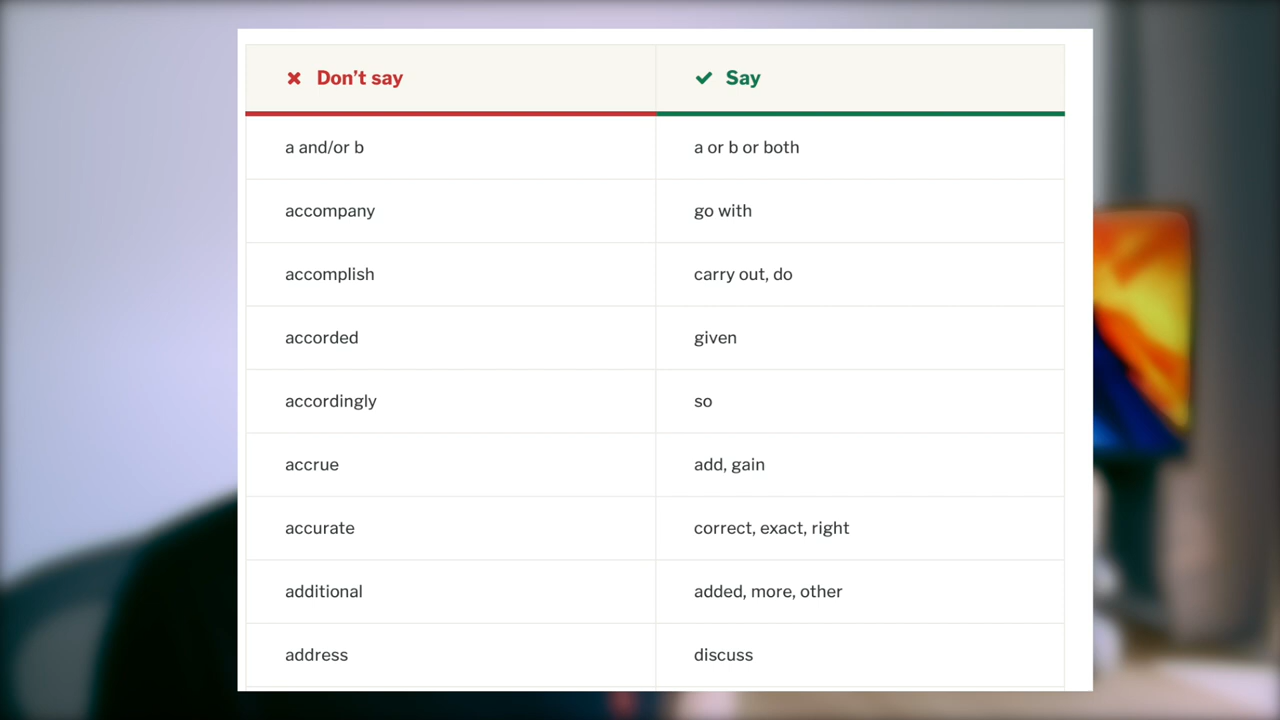 ✖ Don’t say ✔ Say
a and/or b a or b or both
accompany go with
accomplish carry out, do
accorded given
accordingly so
accrue add, gain
accurate correct, exact, right
additional added, more, other
address discuss